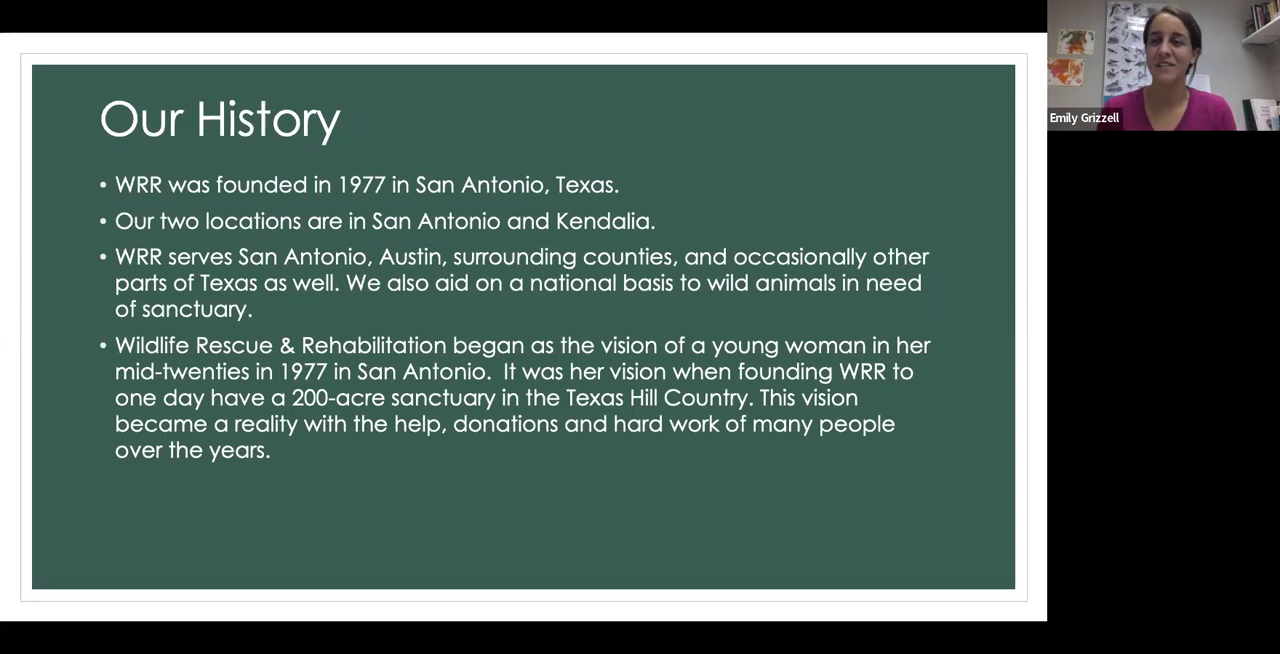 Our History
• WRR was founded in 1977 in San Antonio, Texas.
• Our two locations are in San Antonio and Kendalia.
• WRR serves San Antonio, Austin, surrounding counties, and occasionally other
parts of Texas as well. We also aid on a national basis to wild animals in need
of sanctuary.
• Wildlife Rescue & Rehabilitation began as the vision of a young woman in her
mid-twenties in 1977 in San Antonio.  It was her vision when founding WRR to
one day have a 200-acre sanctuary in the Texas Hill Country. This vision
became a reality with the help, donations and hard work of many people
over the years.
Emily Grizzell